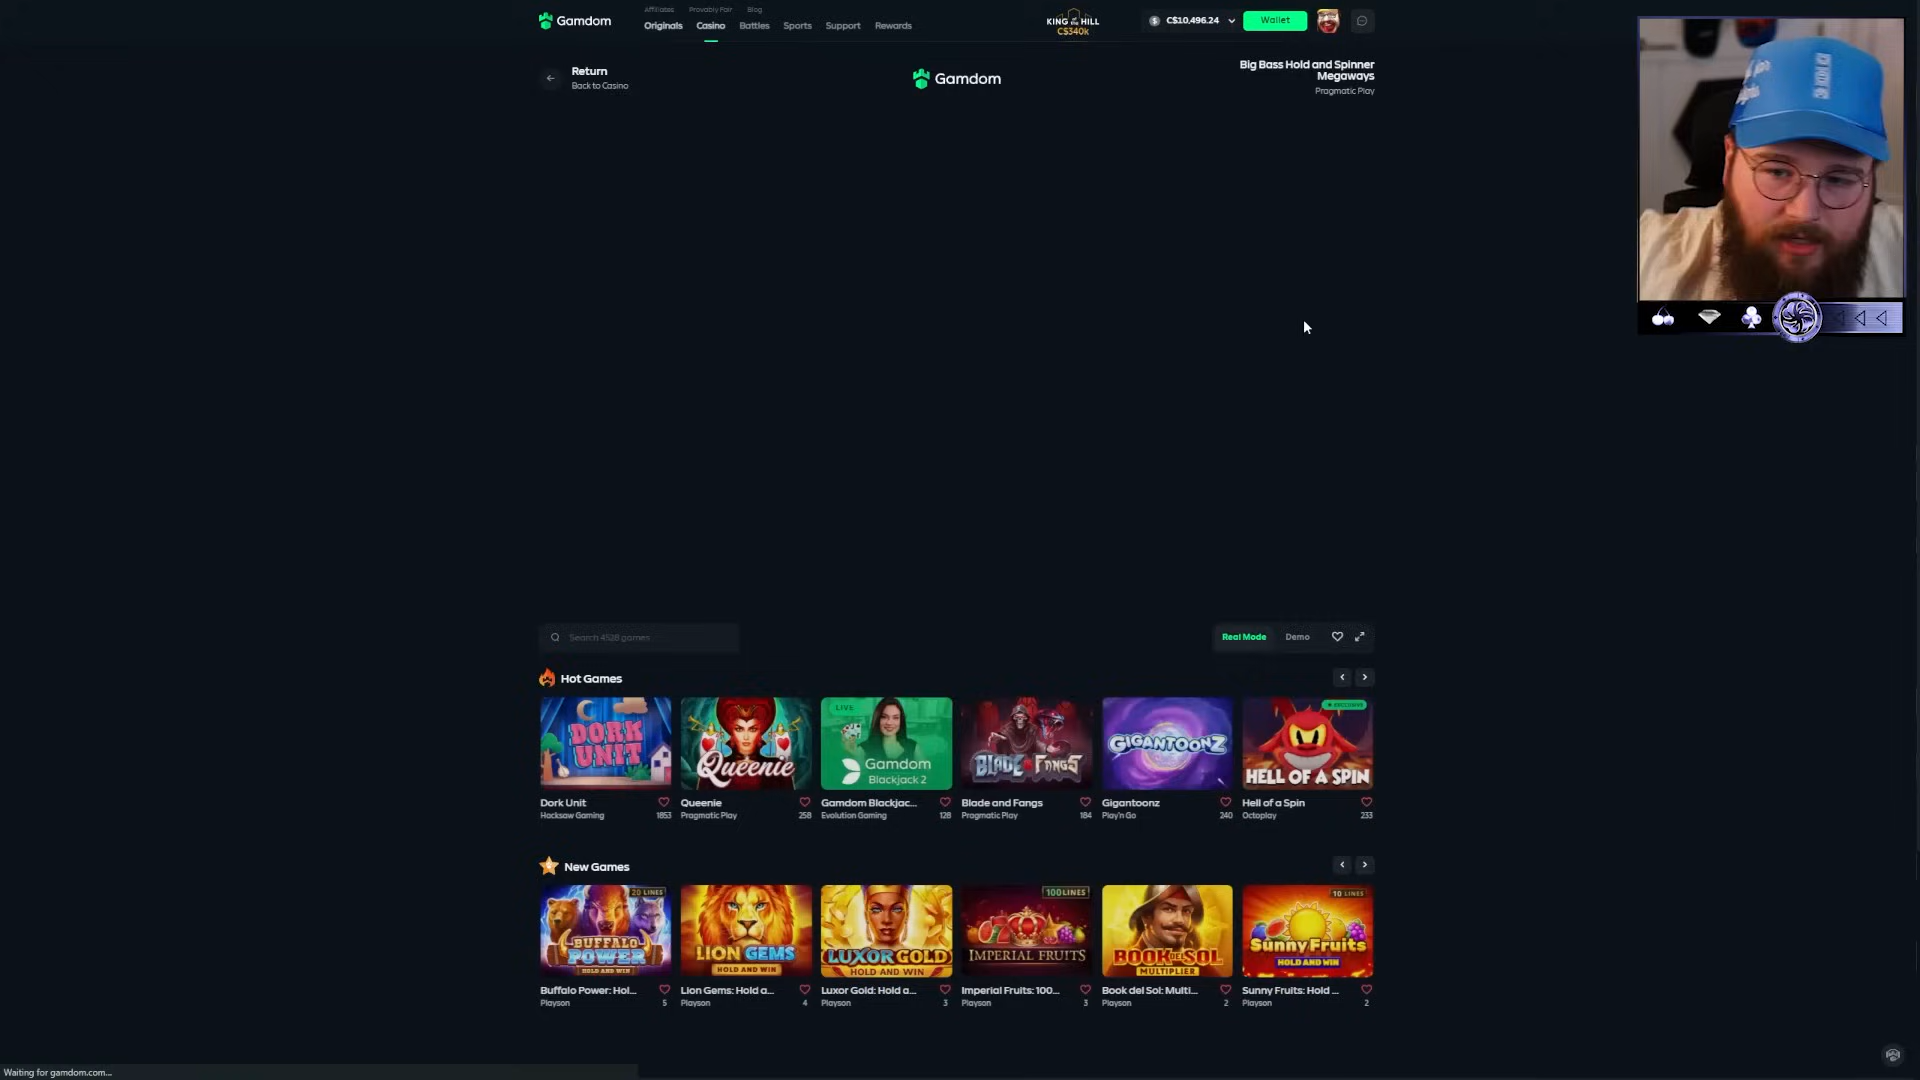 Affiliates Provably Fair Blog
Gamdom
Originals Casino Battles Sports Support Rewards
KING OF THE HILL
C$340k
C$10,496.24
Wallet
Return
Back to Casino
Gamdom
Big Bass Hold and Spinner
Megaways
Pragmatic Play
Search 4528 games...
Real Mode Demo
Hot Games
DORK UNIT
Queenie
LIVE
Gamdom
Blackjack 2
BLADE & FANGS
GIGANTOONZ
EXCLUSIVE
HELL OF A SPIN
Dork Unit
Hacksaw Gaming 1853
Queenie
Pragmatic Play 258
Gamdom Blackjac...
Evolution Gaming 128
Blade and Fangs
Pragmatic Play 184
Gigantoonz
Play'n Go 240
Hell of a Spin
Octoplay 233
New Games
20 LINES
BUFFALO POWER
HOLD AND WIN
LION GEMS
HOLD AND WIN
LUXOR GOLD
HOLD AND WIN
100 LINES
IMPERIAL FRUITS
BOOK DEL SOL
MULTIPLIER
10 LINES
Sunny Fruits
HOLD AND WIN
Buffalo Power: Hol...
Playson 5
Lion Gems: Hold a...
Playson 4
Luxor Gold: Hold a...
Playson 3
Imperial Fruits: 100...
Playson 3
Book del Sol: Multi...
Playson 2
Sunny Fruits: Hold ...
Playson 2
Waiting for gamdom.com...